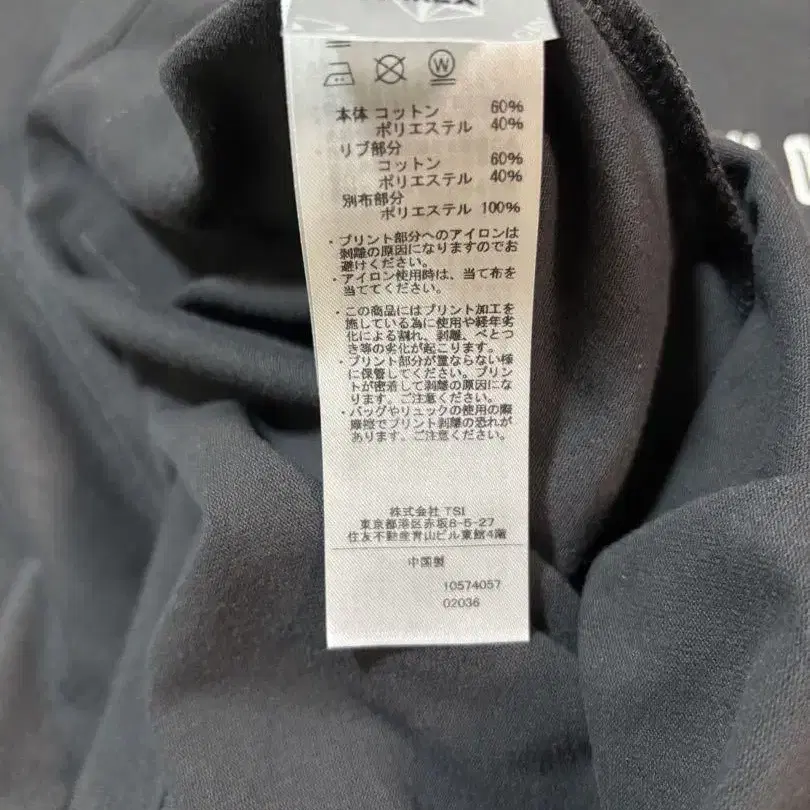 W
本体 コットン 60%
ポリエステル 40%
リブ部分
コットン 60%
ポリエステル 40%
別布部分
ポリエステル 100%
・プリント部分へのアイロンは
剥離の原因になりますのでお
避けください。
・アイロン使用時は、当て布を
当ててください。
・この商品にはプリント加工を
施している為に使用や経年劣
化による割れ、剥離、べとつ
き等の劣化が起こります。
・プリント部分が重ならない様
に保管してください。プリン
トが密着して剥離の原因にな
ります。ご注意ください。
・バッグやリュックの使用の際
摩擦でプリント剥離の恐れが
あります。ご注意ください。
株式会社 TSI
東京都港区赤坂8-5-27
住友不動産青山ビル東館4階
中国製
10574057
02036